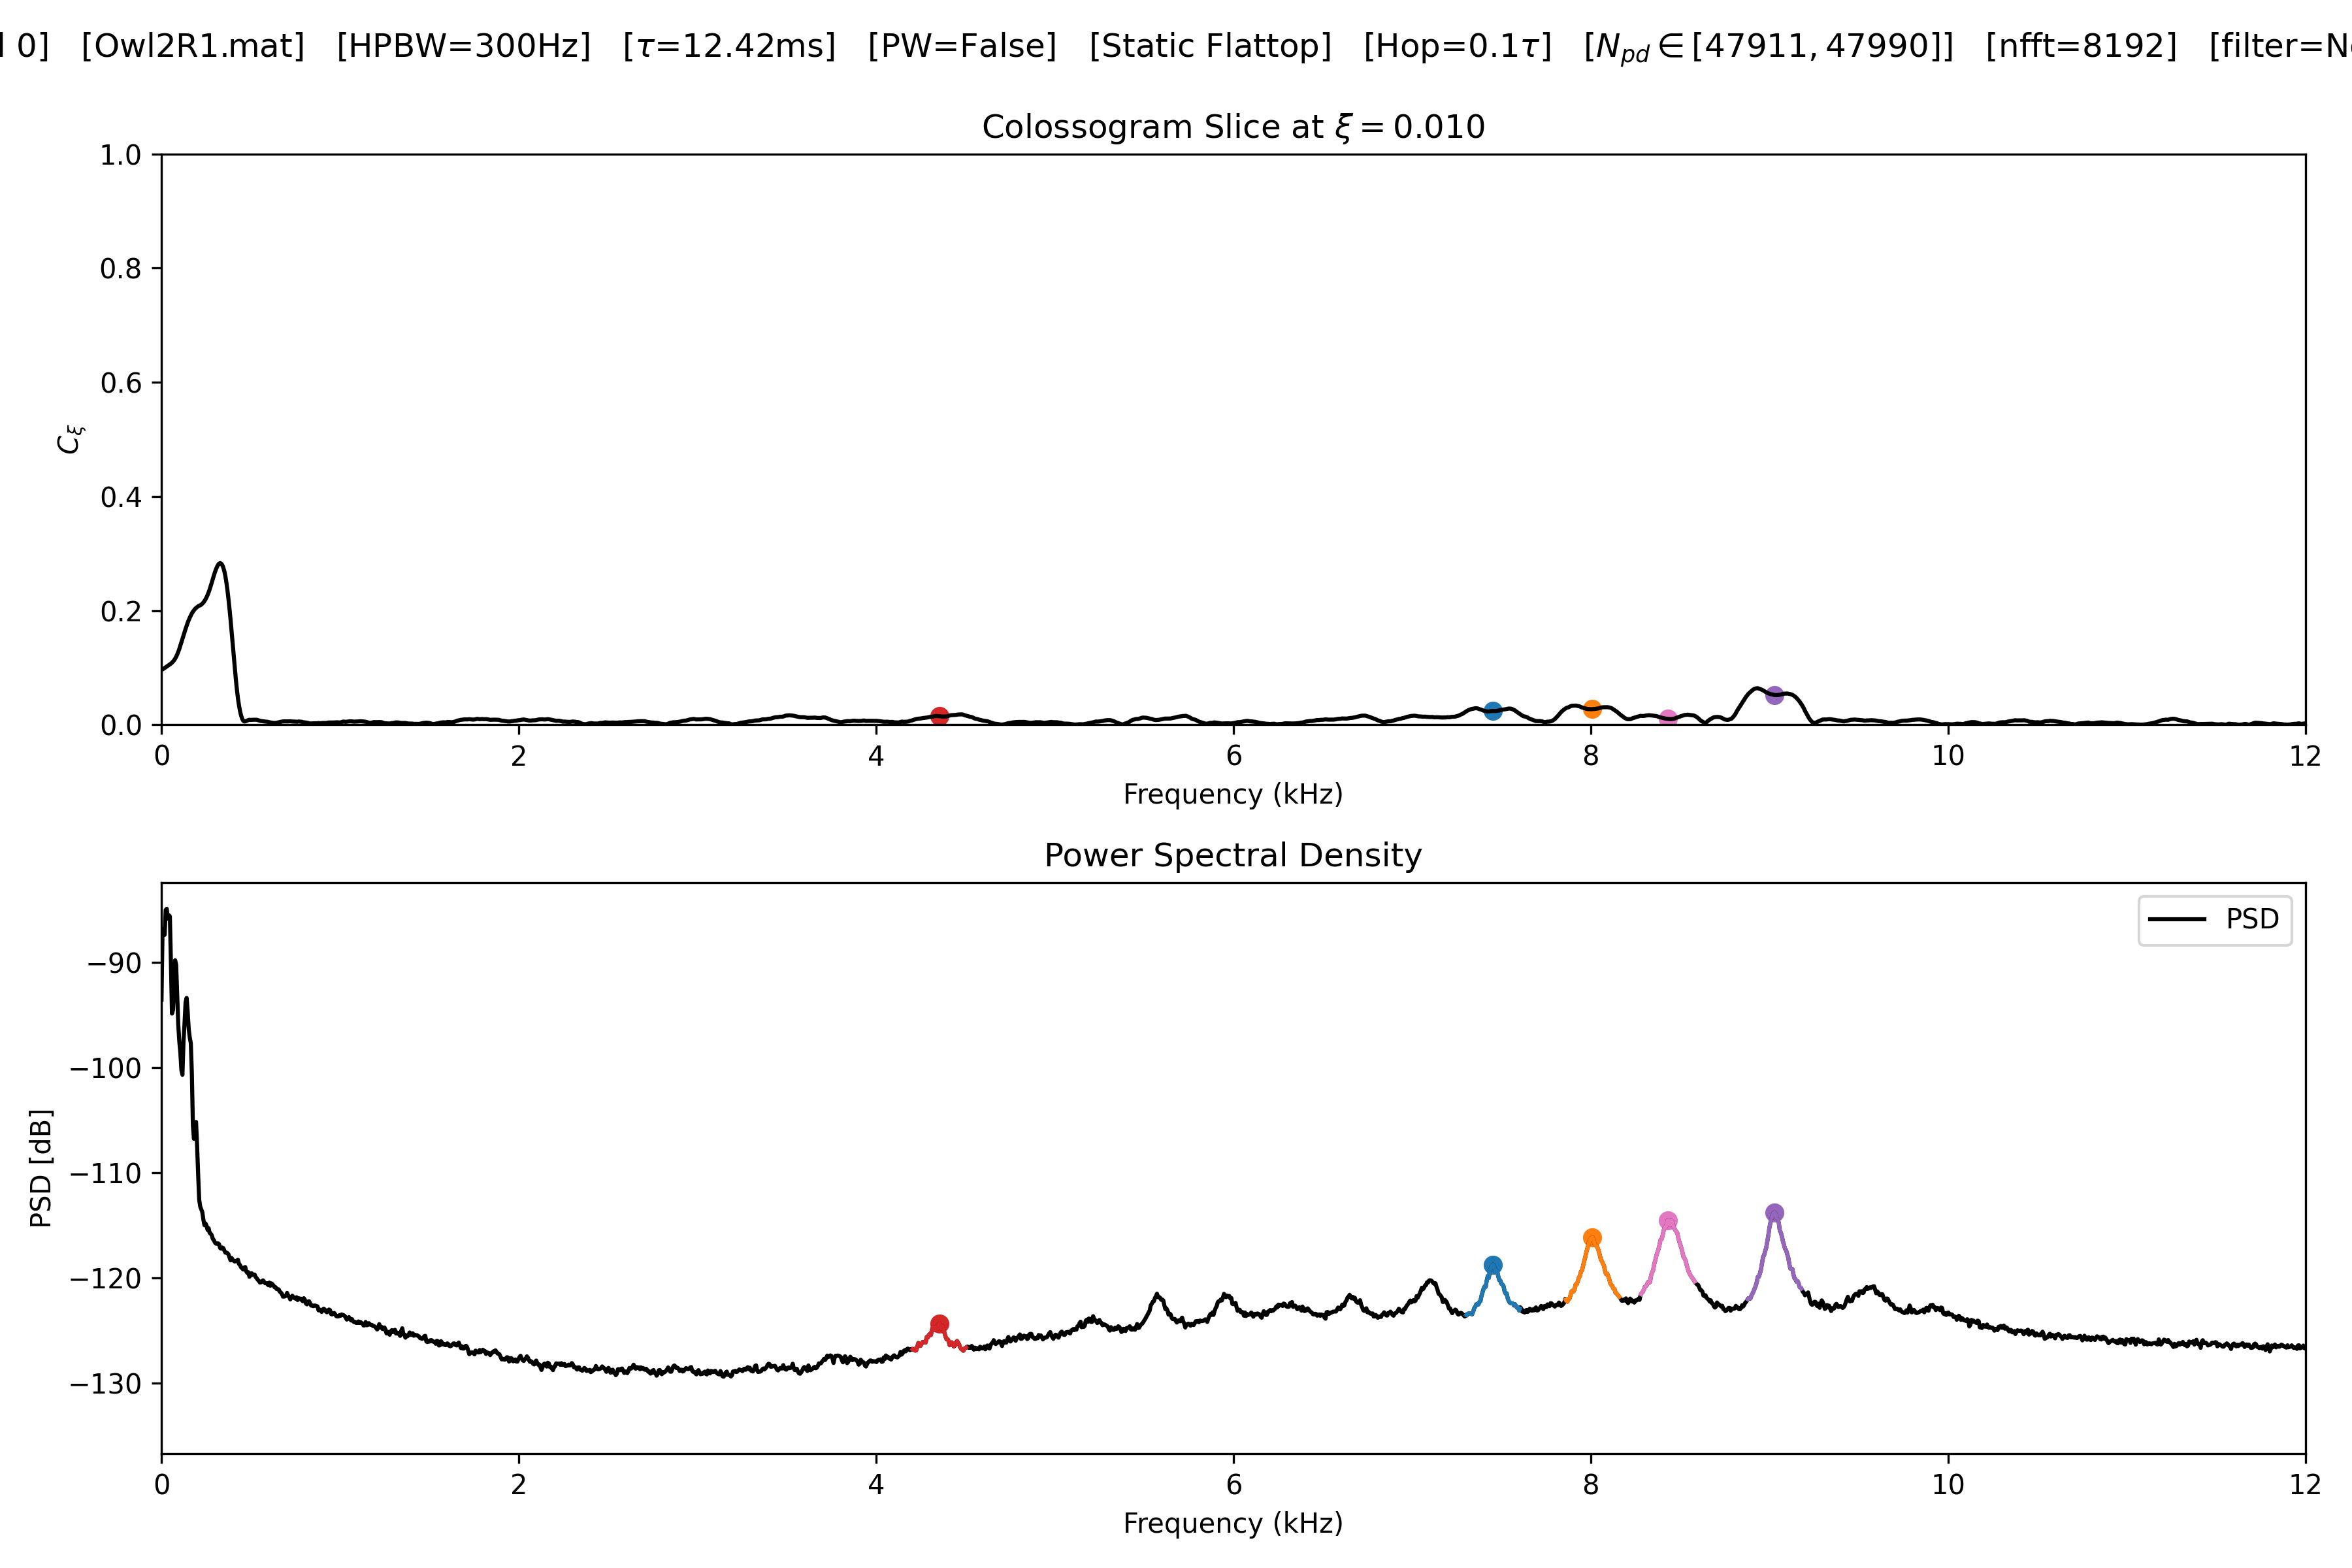 0] [Owl2R1.mat] [HPBW=300Hz] [τ=12.42ms] [PW=False] [Static Flattop] [Hop=0.1τ] [N_pd ∈ [47911, 47990]] [nfft=8192] [filter=N
Colossogram Slice at ξ = 0.010
1.0
0.8
0.6
0.4
0.2
0.0
C_ξ
0 2 4 6 8 10 12
Frequency (kHz)
Power Spectral Density
PSD
−90
−100
−110
−120
−130
PSD [dB]
0 2 4 6 8 10 12
Frequency (kHz)